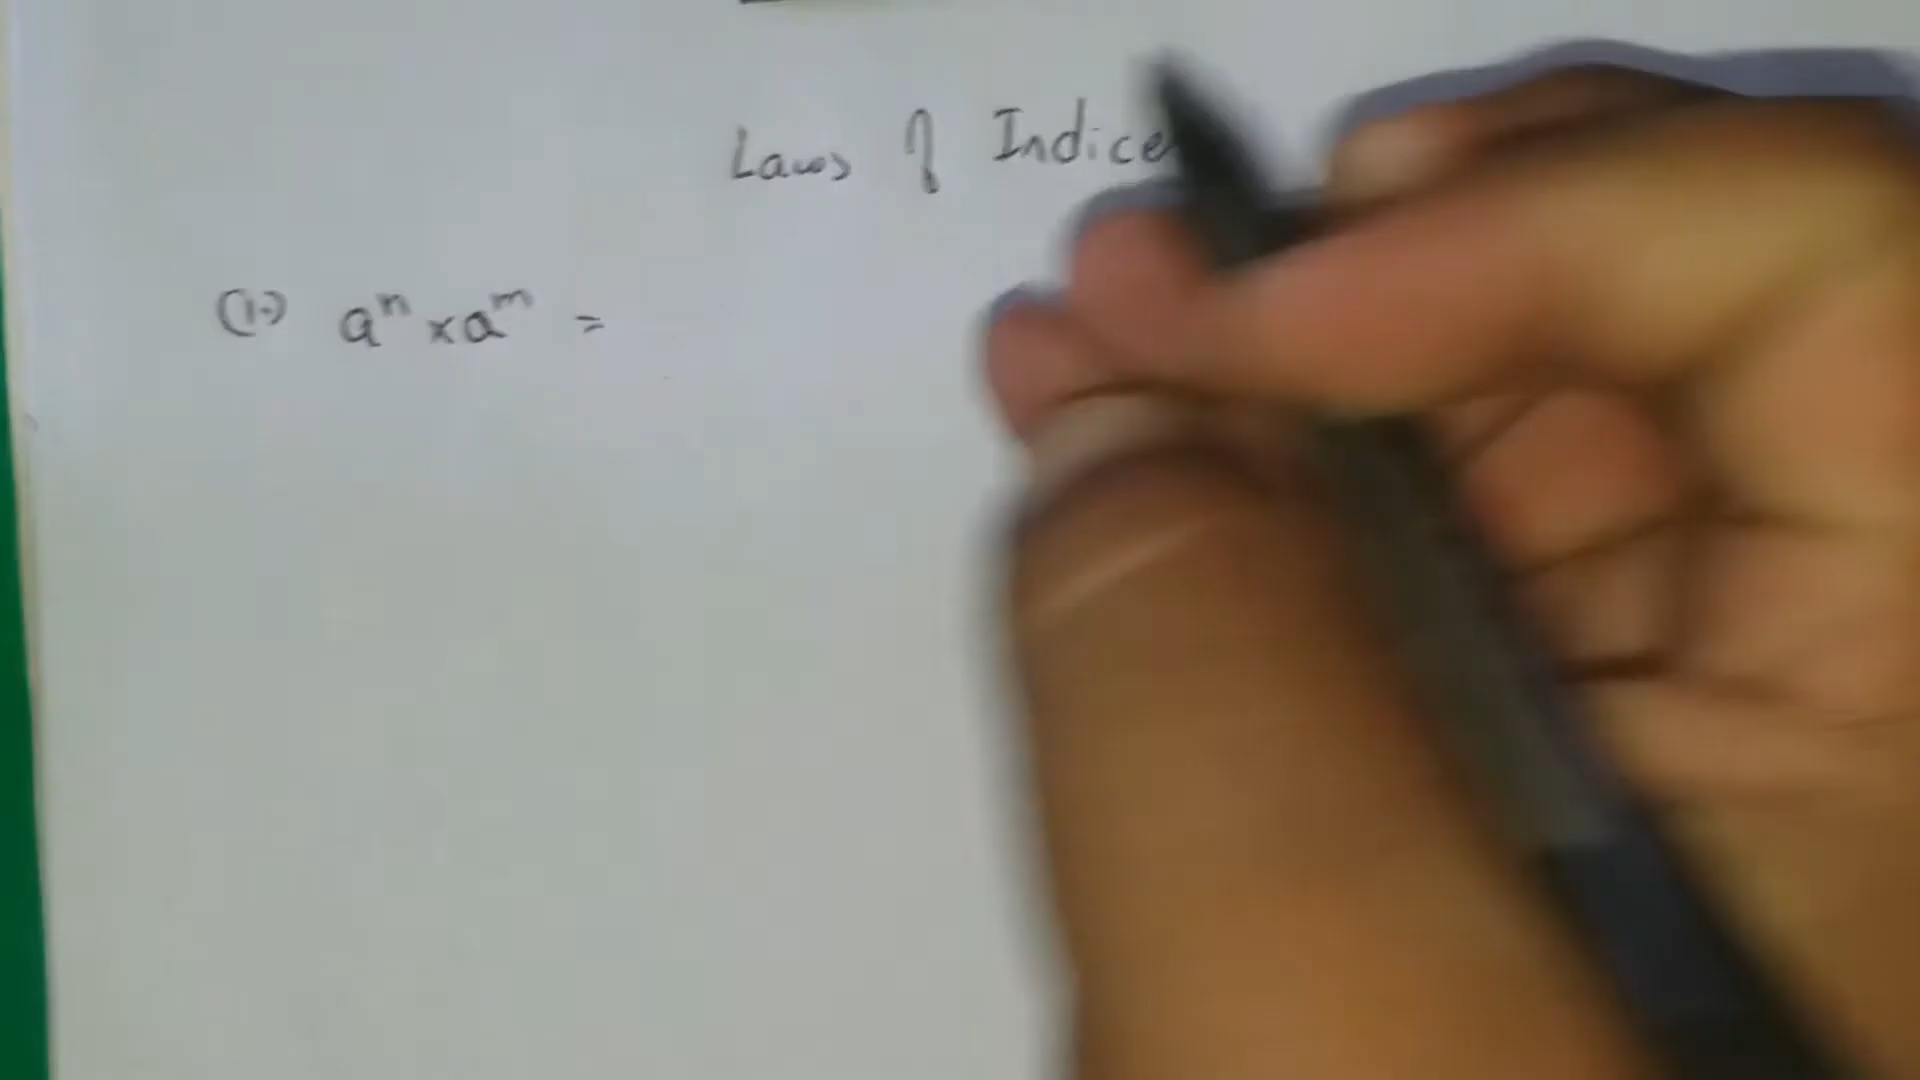 Laws of Indice
(1.) aⁿ × aᵐ =